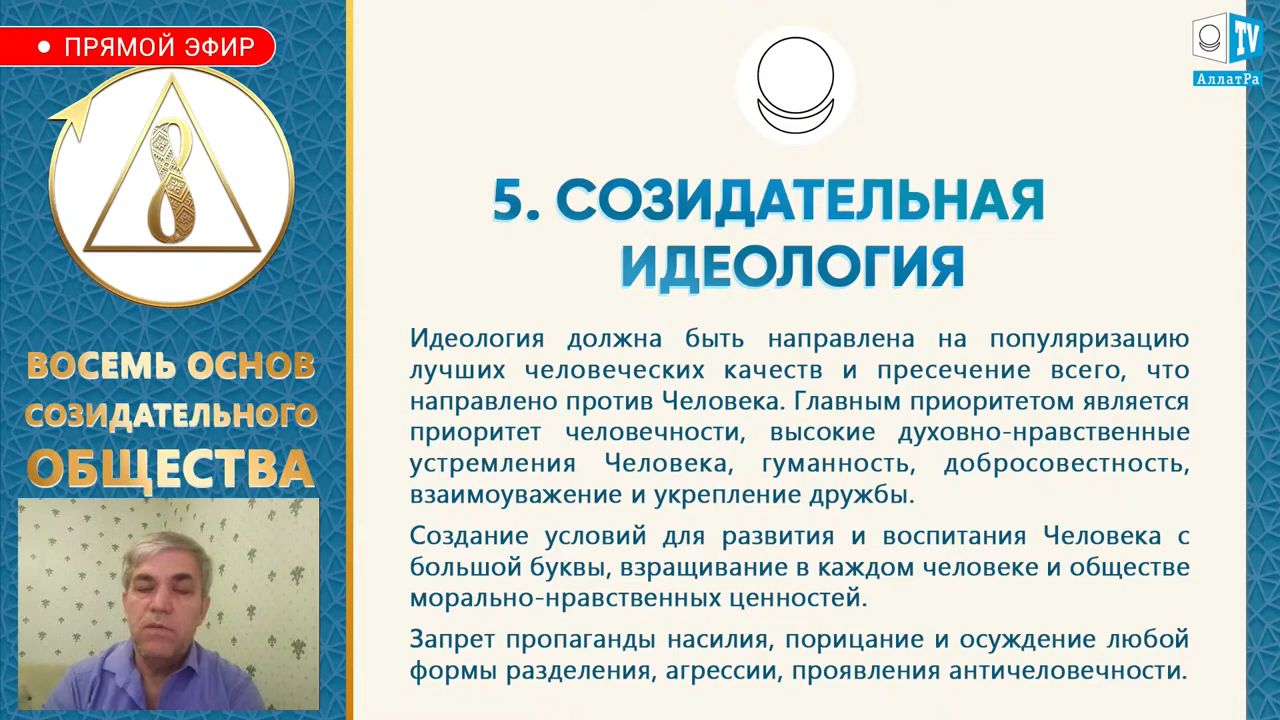 ПРЯМОЙ ЭФИР
TV
АллатРа
8
ВОСЕМЬ ОСНОВ
СОЗИДАТЕЛЬНОГО
ОБЩЕСТВА
5. СОЗИДАТЕЛЬНАЯ
ИДЕОЛОГИЯ
Идеология должна быть направлена на популяризацию
лучших человеческих качеств и пресечение всего, что
направлено против Человека. Главным приоритетом является
приоритет человечности, высокие духовно-нравственные
устремления Человека, гуманность, добросовестность,
взаимоуважение и укрепление дружбы.
Создание условий для развития и воспитания Человека с
большой буквы, взращивание в каждом человеке и обществе
морально-нравственных ценностей.
Запрет пропаганды насилия, порицание и осуждение любой
формы разделения, агрессии, проявления античеловечности.